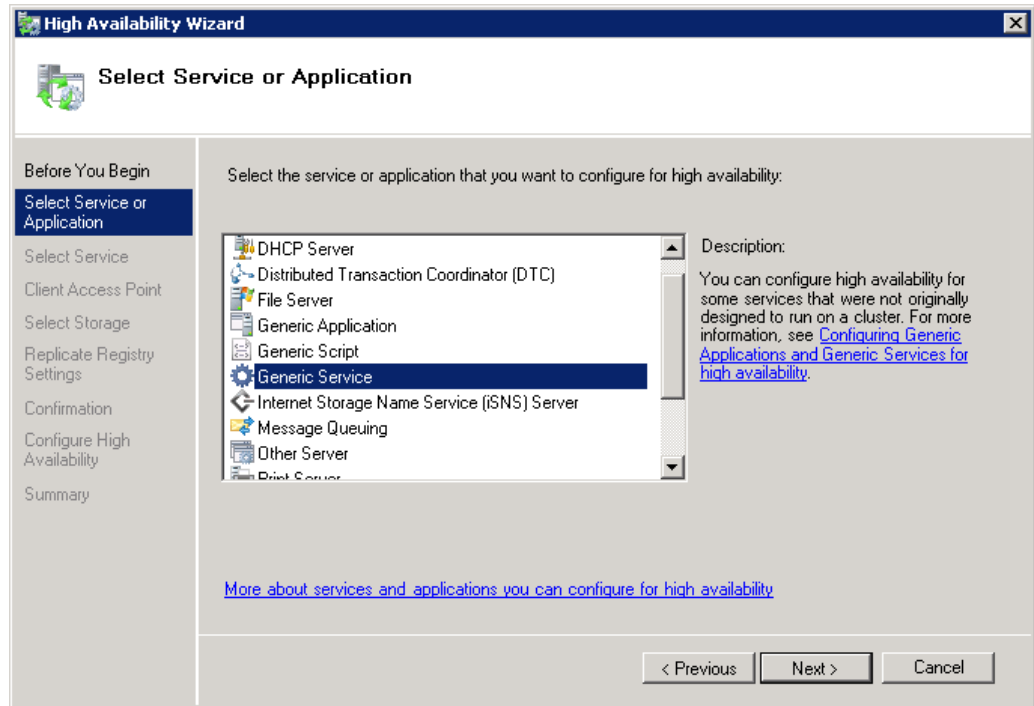 High Availability Wizard
Select Service or Application
Before You Begin
Select Service or
Application
Select Service
Client Access Point
Select Storage
Replicate Registry
Settings
Confirmation
Configure High
Availability
Summary
Select the service or application that you want to configure for high availability:
DHCP Server
Distributed Transaction Coordinator (DTC)
File Server
Generic Application
Generic Script
Generic Service
Internet Storage Name Service (iSNS) Server
Message Queuing
Other Server
Print Server
Description:
You can configure high availability for
some services that were not originally
designed to run on a cluster. For more
information, see Configuring Generic
Applications and Generic Services for
high availability.
More about services and applications you can configure for high availability
< Previous
Next >
Cancel